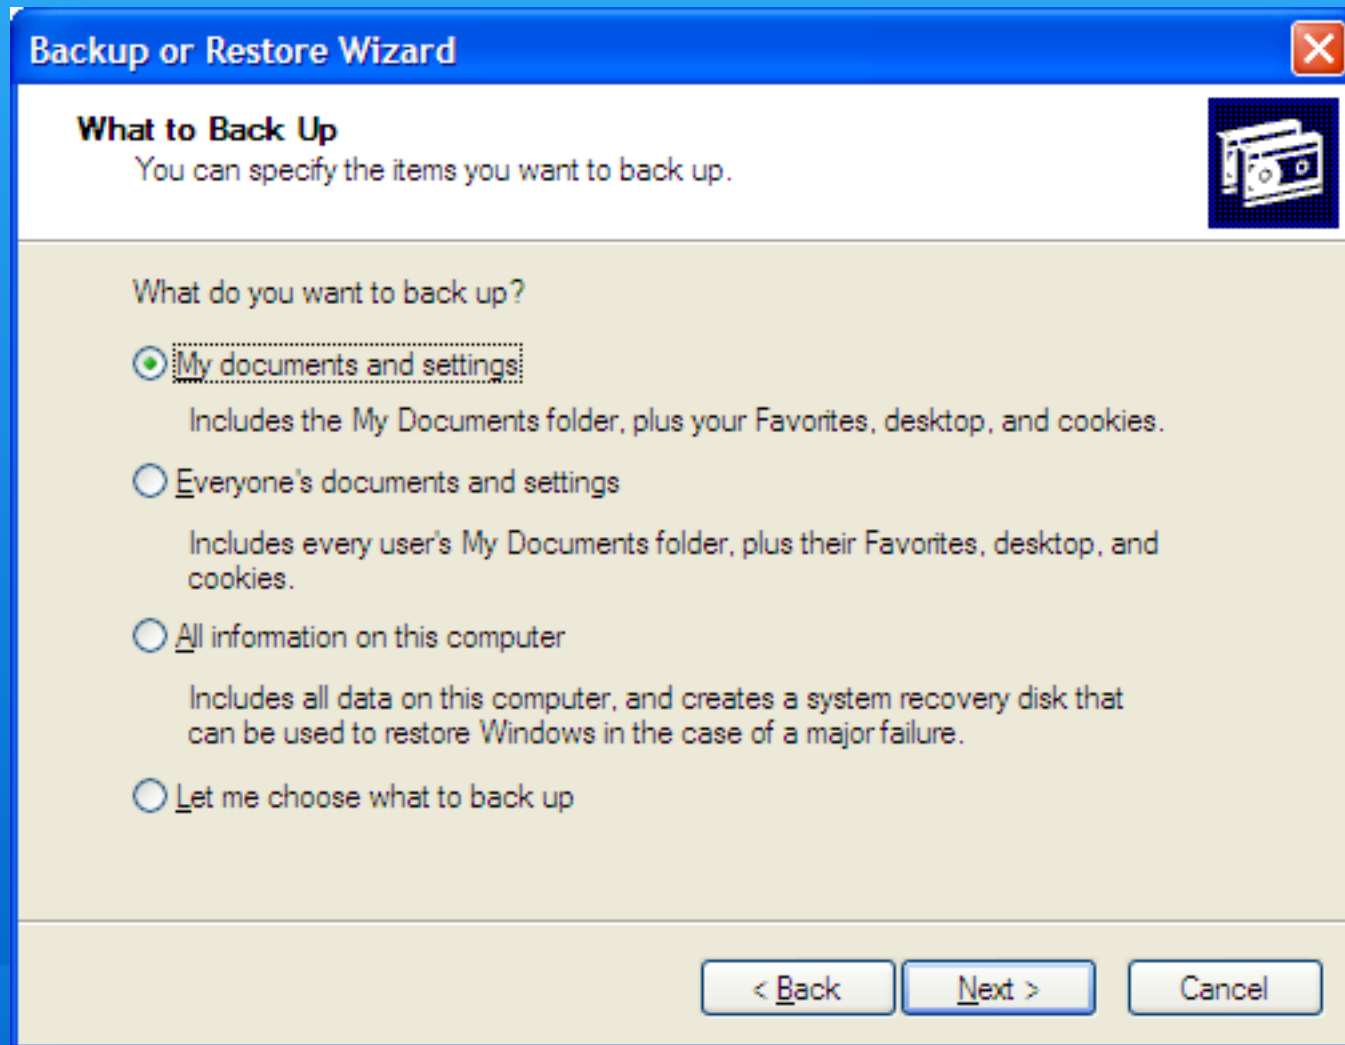 Backup or Restore Wizard
What to Back Up
You can specify the items you want to back up.
What do you want to back up?
My documents and settings
Includes the My Documents folder, plus your Favorites, desktop, and cookies.
Everyone's documents and settings
Includes every user's My Documents folder, plus their Favorites, desktop, and
cookies.
All information on this computer
Includes all data on this computer, and creates a system recovery disk that
can be used to restore Windows in the case of a major failure.
Let me choose what to back up
< Back Next > Cancel